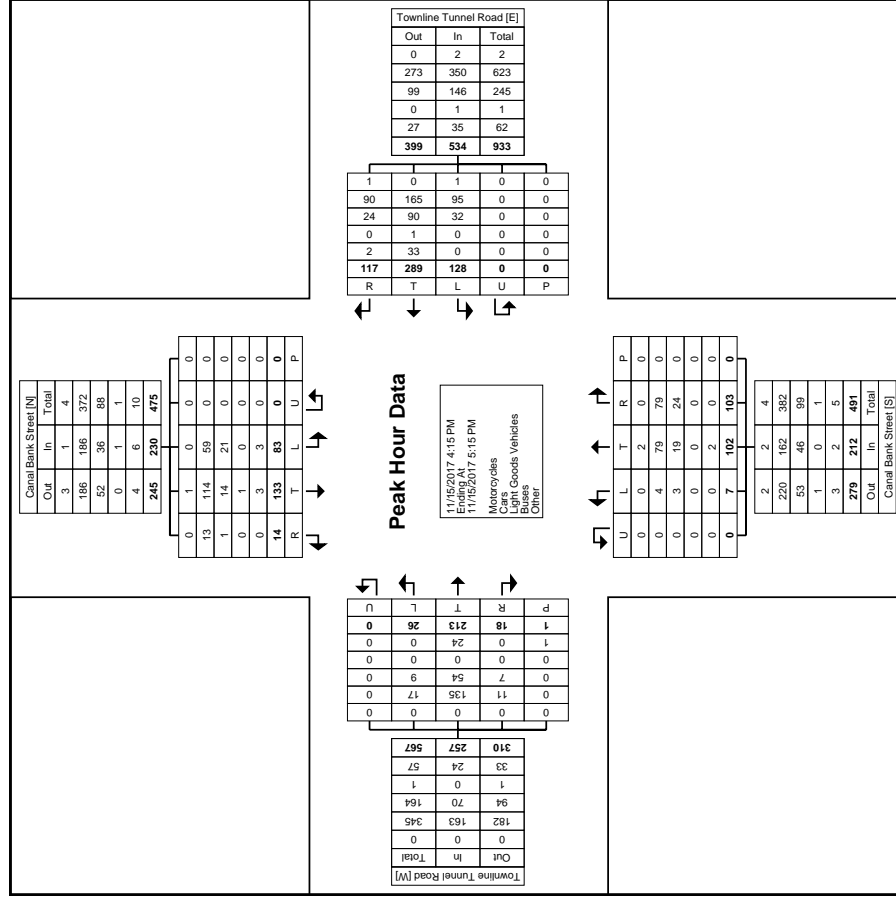 Townline Tunnel Road [E]
Out In Total
0 2 2
273 350 623
99 146 245
0 1 1
27 35 62
399 534 933
1 0 1 0 0
90 165 95 0 0
24 90 32 0 0
0 1 0 0 0
2 33 0 0 0
117 289 128 0 0
R T L U P
Canal Bank Street [N]
Out In Total
3 1 4
186 186 372
52 36 88
0 1 1
4 6 10
245 230 475
0 1 0 0 0
13 114 59 0 0
1 14 21 0 0
0 1 0 0 0
0 3 3 0 0
14 133 83 0 0
R T L U P
Peak Hour Data
11/15/2017 4:15 PM
Ending At
11/15/2017 5:15 PM
Motorcycles
Cars
Light Goods Vehicles
Buses
Other
U L T R P
0 0 2 0 0
0 4 79 79 0
0 3 19 24 0
0 0 0 0 0
0 0 2 0 0
0 7 102 103 0
2 2 4
220 162 382
53 46 99
1 0 1
3 2 5
279 212 491
Out In Total
Canal Bank Street [S]
Townline Tunnel Road [W]
Out In Total
0 0 0
182 163 345
94 70 164
1 0 1
33 24 57
310 257 567
0 0 0 0 0
0 11 135 17 0
0 7 54 9 0
0 0 0 0 0
1 0 24 0 0
1 18 213 26 0
P R T L U